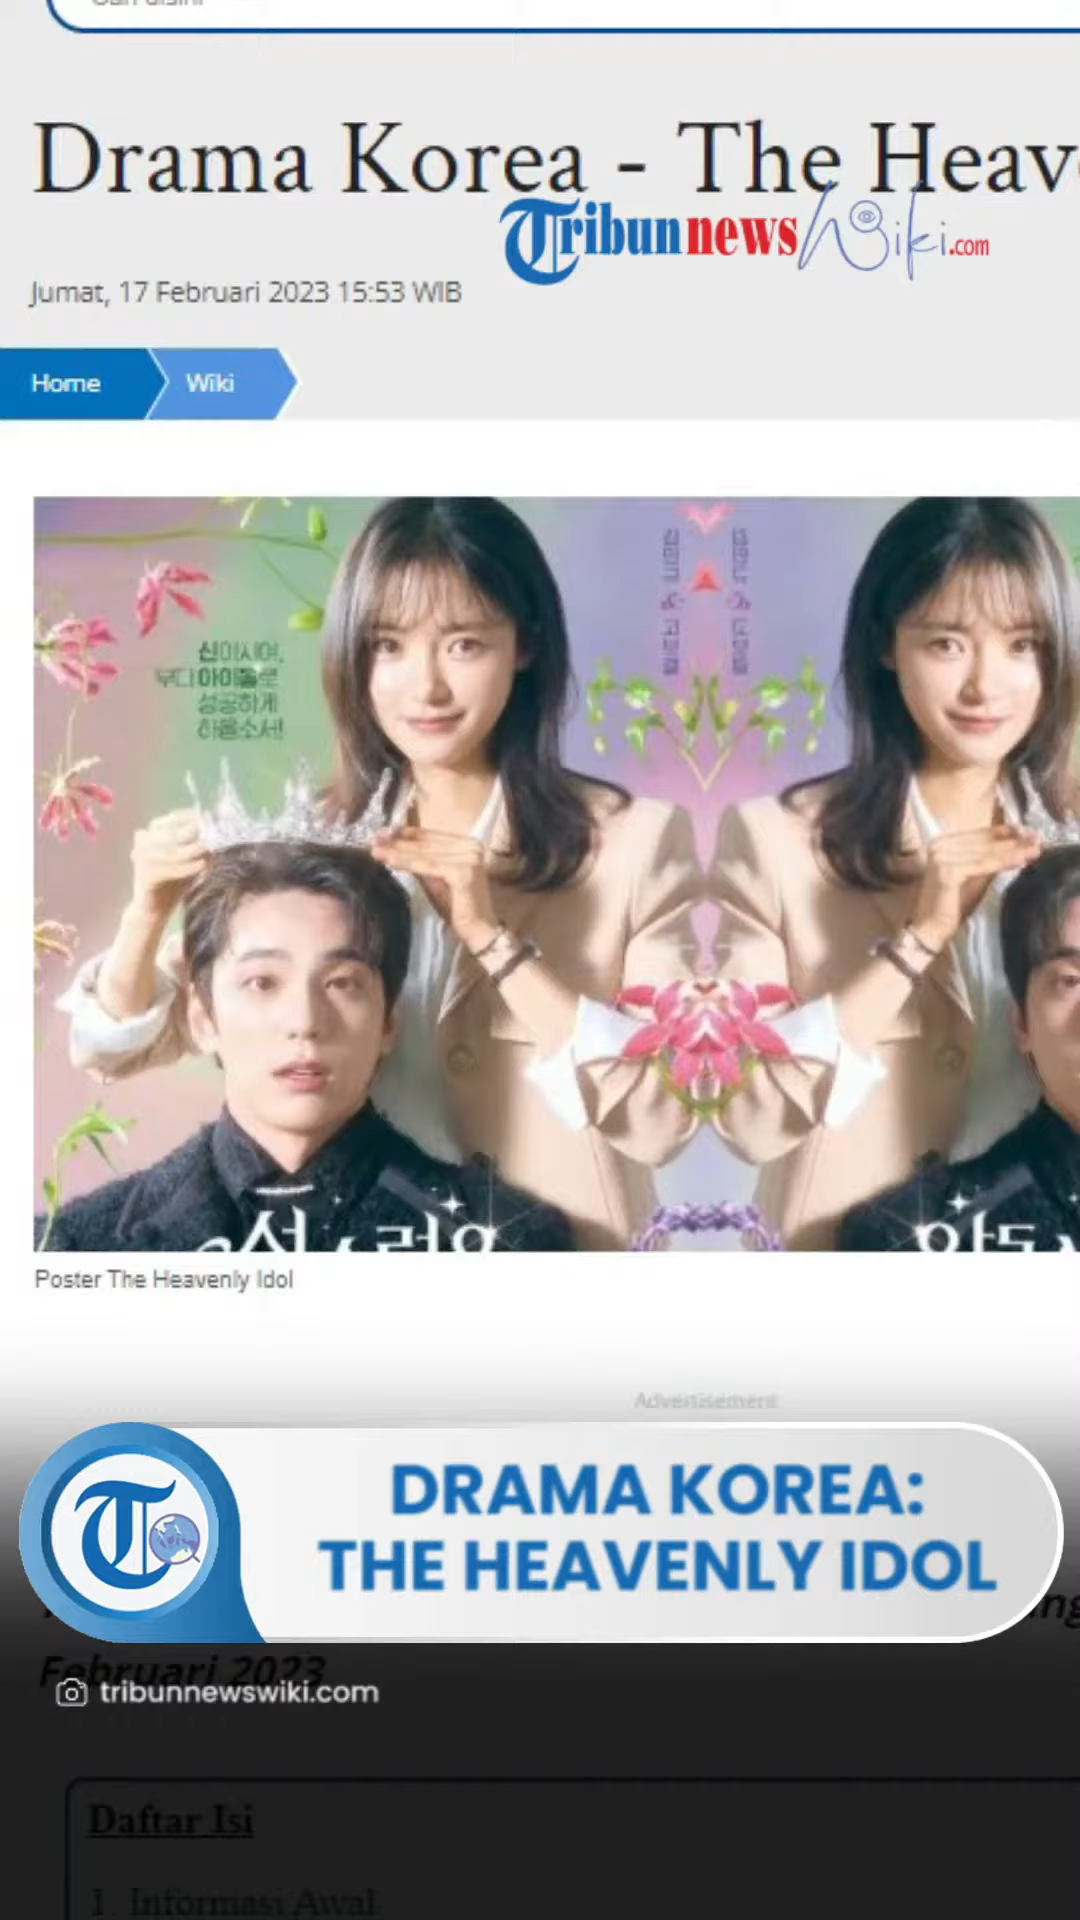 Drama Korea - The Heav
Tribunnews Wiki.com
Jumat, 17 Februari 2023 15:53 WIB
Home Wiki
신이시여,
부디 아이돌로
성공하게
하옵소서!
Poster The Heavenly Idol
Advertisement
DRAMA KOREA:
THE HEAVENLY IDOL
Februari 2023
tribunnewswiki.com
Daftar Isi
1. Informasi Awal